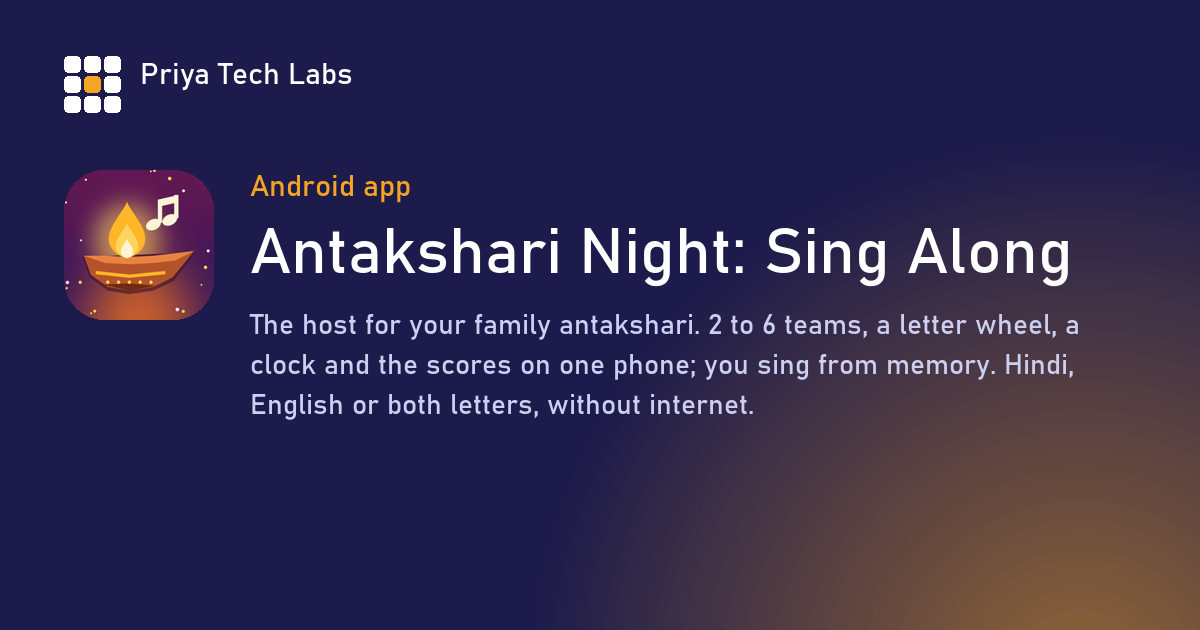 Priya Tech Labs
Android app
Antakshari Night: Sing Along
The host for your family antakshari. 2 to 6 teams, a letter wheel, a
clock and the scores on one phone; you sing from memory. Hindi,
English or both letters, without internet.